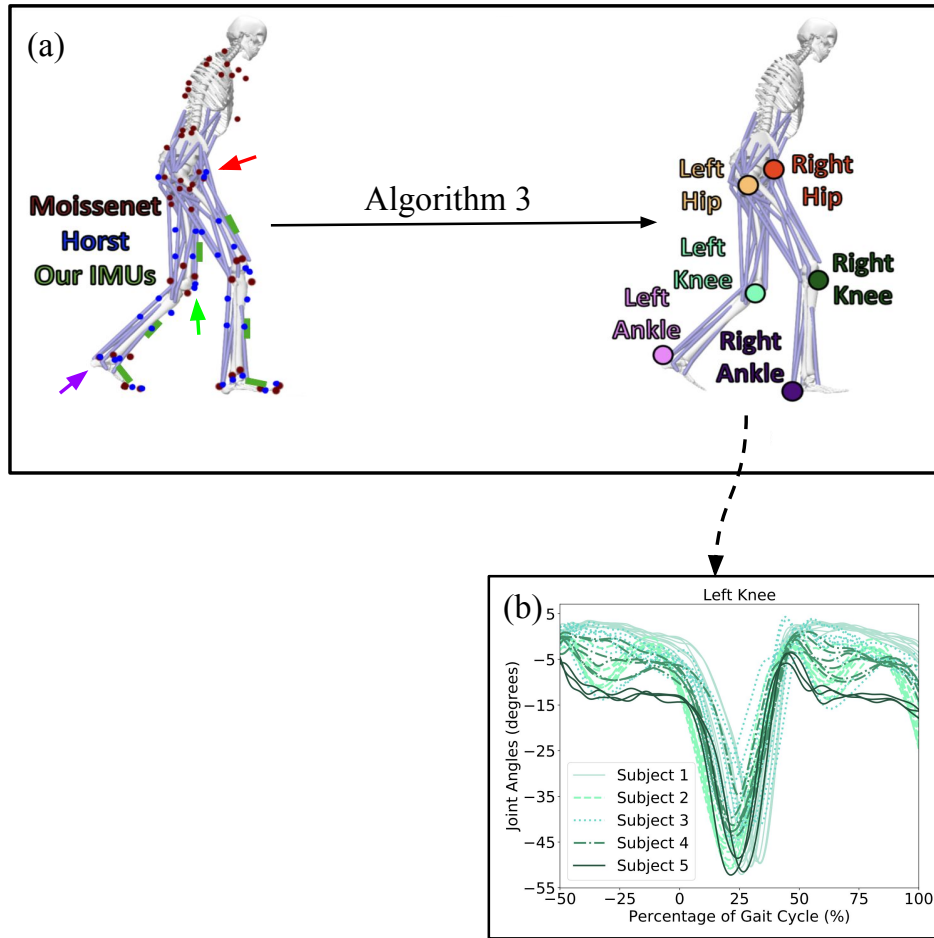 (a)
Moissenet
Horst
Our IMUs
Algorithm 3
Left
Hip
Right
Hip
Left
Knee
Right
Knee
Left
Ankle
Right
Ankle
(b)
Left Knee
Joint Angles (degrees)
5
−5
−15
−25
−35
−45
−55
Subject 1
Subject 2
Subject 3
Subject 4
Subject 5
−50 −25 0 25 50 75 100
Percentage of Gait Cycle (%)